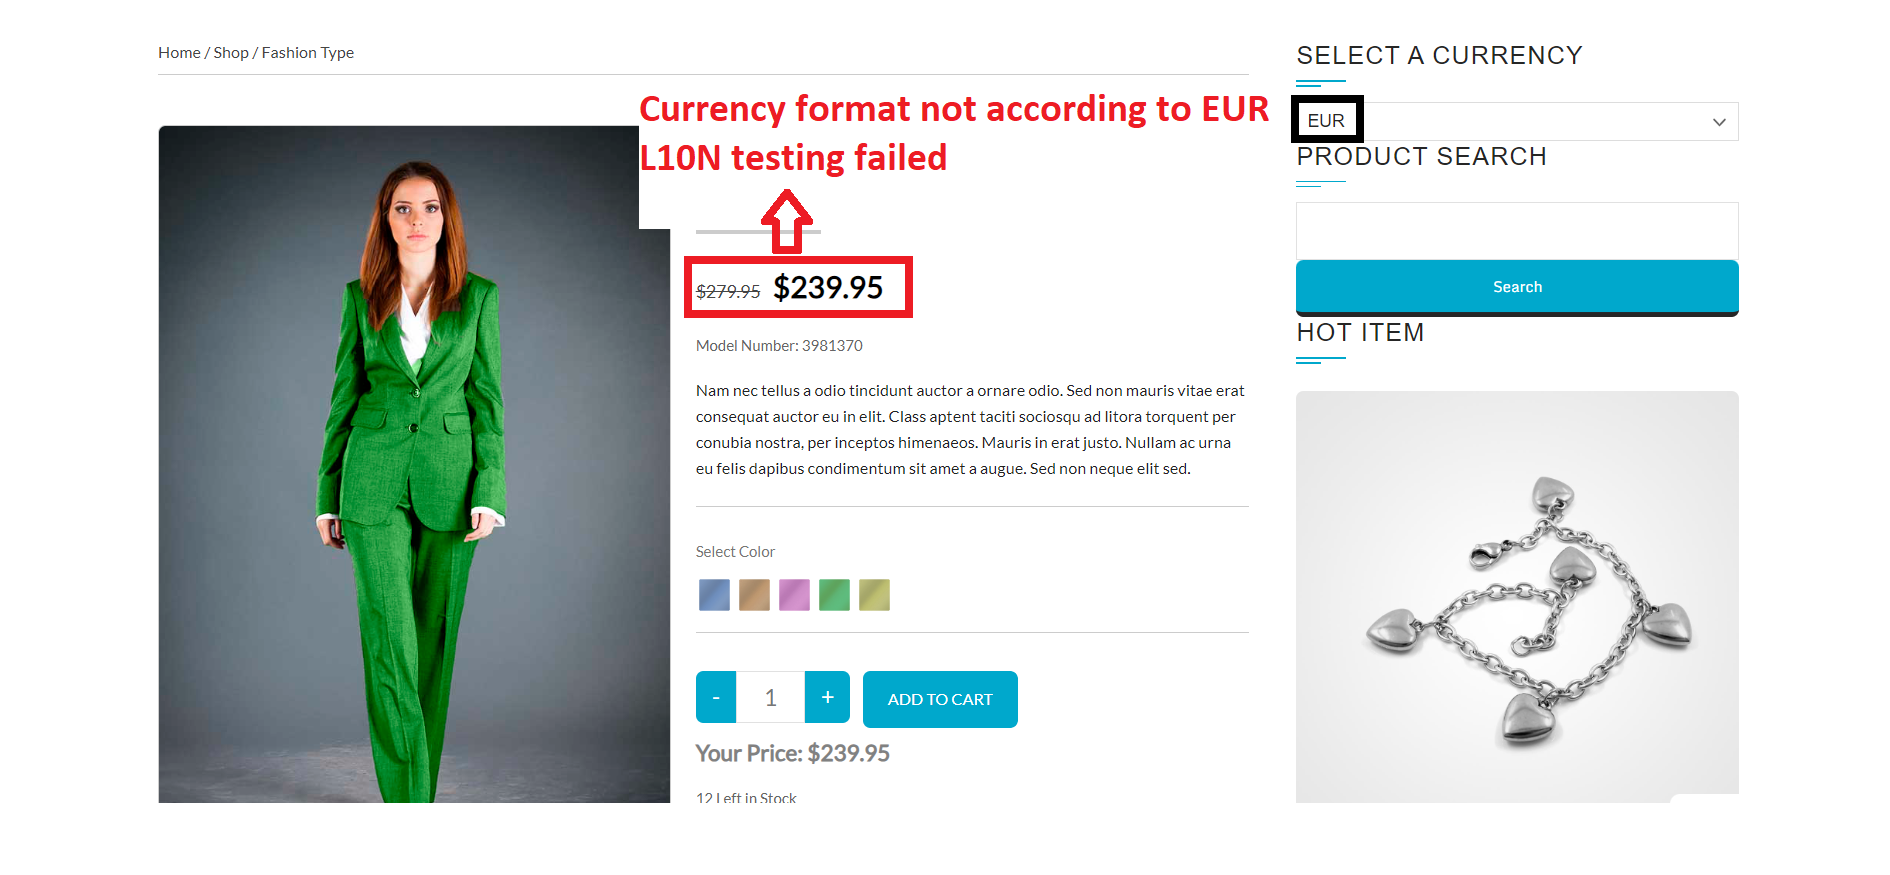 Home / Shop / Fashion Type
Currency format not according to EUR
L10N testing failed
$279.95 $239.95
Model Number: 3981370
Nam nec tellus a odio tincidunt auctor a ornare odio. Sed non mauris vitae erat
consequat auctor eu in elit. Class aptent taciti sociosqu ad litora torquent per
conubia nostra, per inceptos himenaeos. Mauris in erat justo. Nullam ac urna
eu felis dapibus condimentum sit amet a augue. Sed non neque elit sed.
Select Color
- 1 + ADD TO CART
Your Price: $239.95
12 Left in Stock
SELECT A CURRENCY
EUR
PRODUCT SEARCH
Search
HOT ITEM